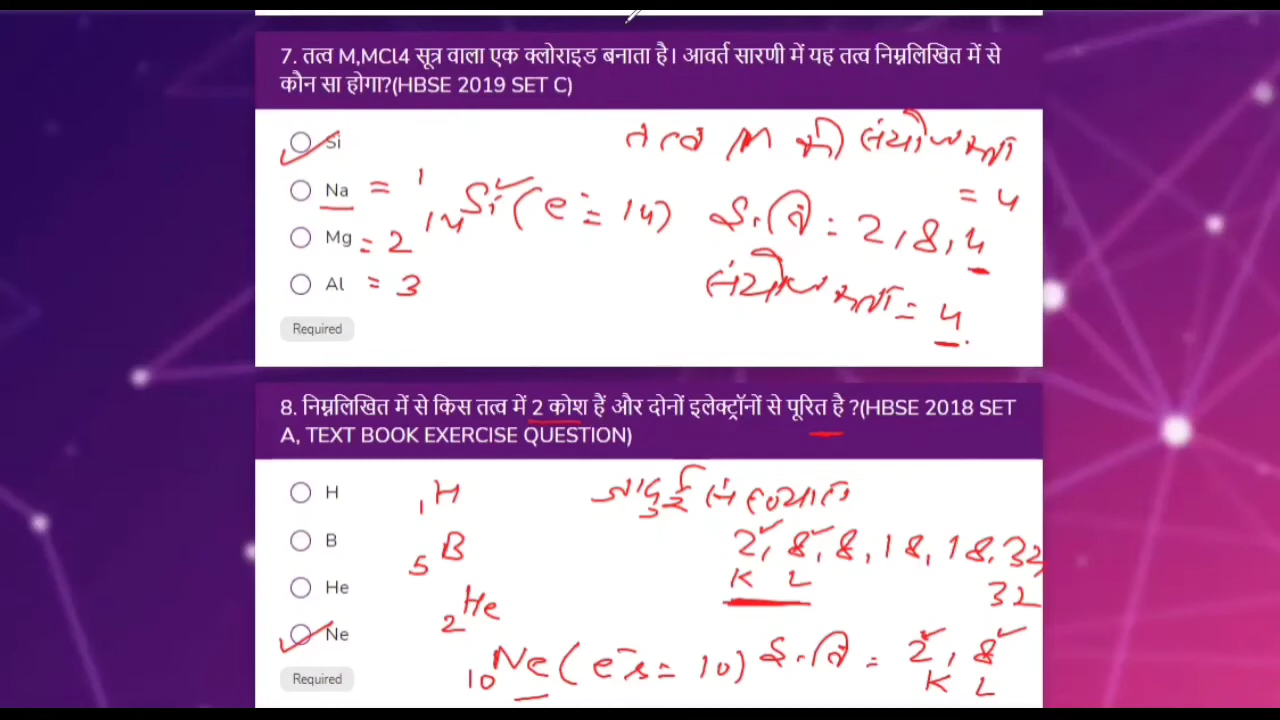 7. तत्व M,MCl4 सूत्र वाला एक क्लोराइड बनाता है। आवर्त सारणी में यह तत्व निम्नलिखित में से
कौन सा होगा?(HBSE 2019 SET C)
Si
तत्व M की संयोजकता
= 4
Na = 1
14Si (e⁻ = 14) इ.वि = 2,8,4
Mg = 2
Al = 3
संयोजकता = 4
Required
8. निम्नलिखित में से किस तत्व में 2 कोश हैं और दोनों इलेक्ट्रॉनों से पूरित है ?(HBSE 2018 SET
A, TEXT BOOK EXERCISE QUESTION)
H
1H
जादुई संख्याएं
B
5B
2, 8, 8, 18, 18, 32,
K L
32
He
2He
Ne
10Ne (e⁻s = 10) इ.वि = 2, 8
K L
Required